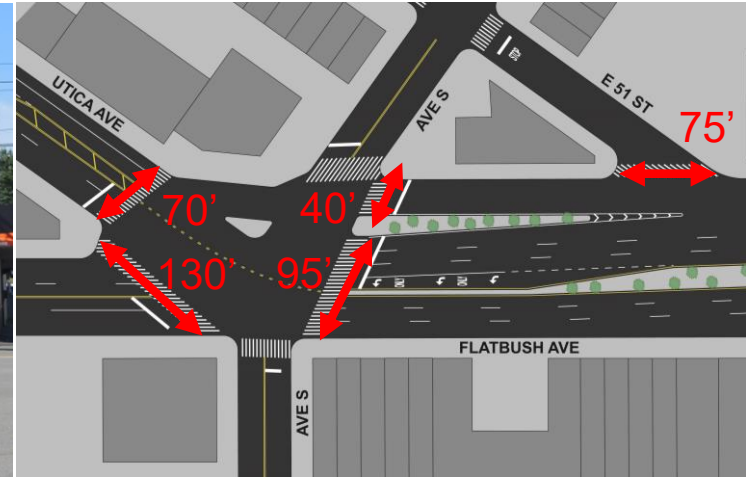 UTICA AVE
AVE S
E 51 ST
75'
70'
40'
130'
95'
FLATBUSH AVE
AVE S